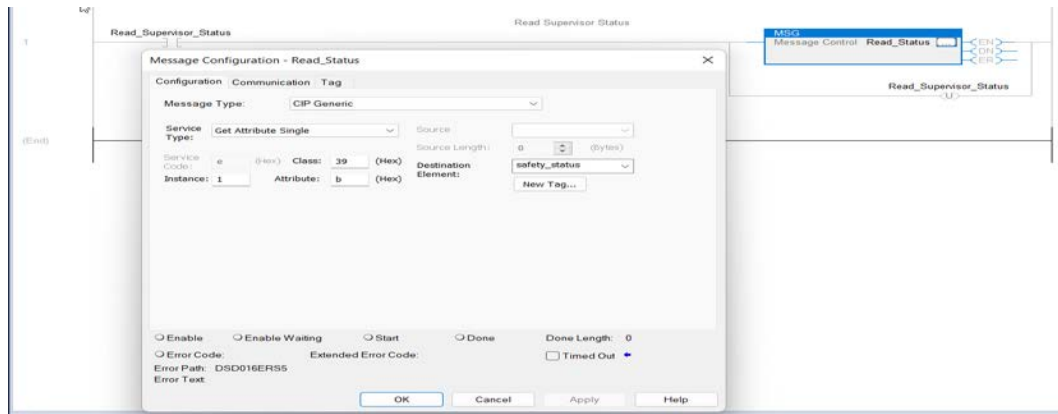 Read Supervisor Status
Read_Supervisor_Status
1
MSG
Message Control Read_Status ...
EN
DN
ER
Read_Supervisor_Status
U
(End)
Message Configuration - Read_Status
Configuration Communication Tag
Message Type: CIP Generic
Service Type: Get Attribute Single
Source
Source Length: 0 (Bytes)
Service Code: e (Hex) Class: 39 (Hex)
Destination Element: safety_status
Instance: 1 Attribute: b (Hex)
New Tag...
Enable Enable Waiting Start Done Done Length: 0
Error Code: Extended Error Code: Timed Out
Error Path: DSD016ERS5
Error Text
OK Cancel Apply Help